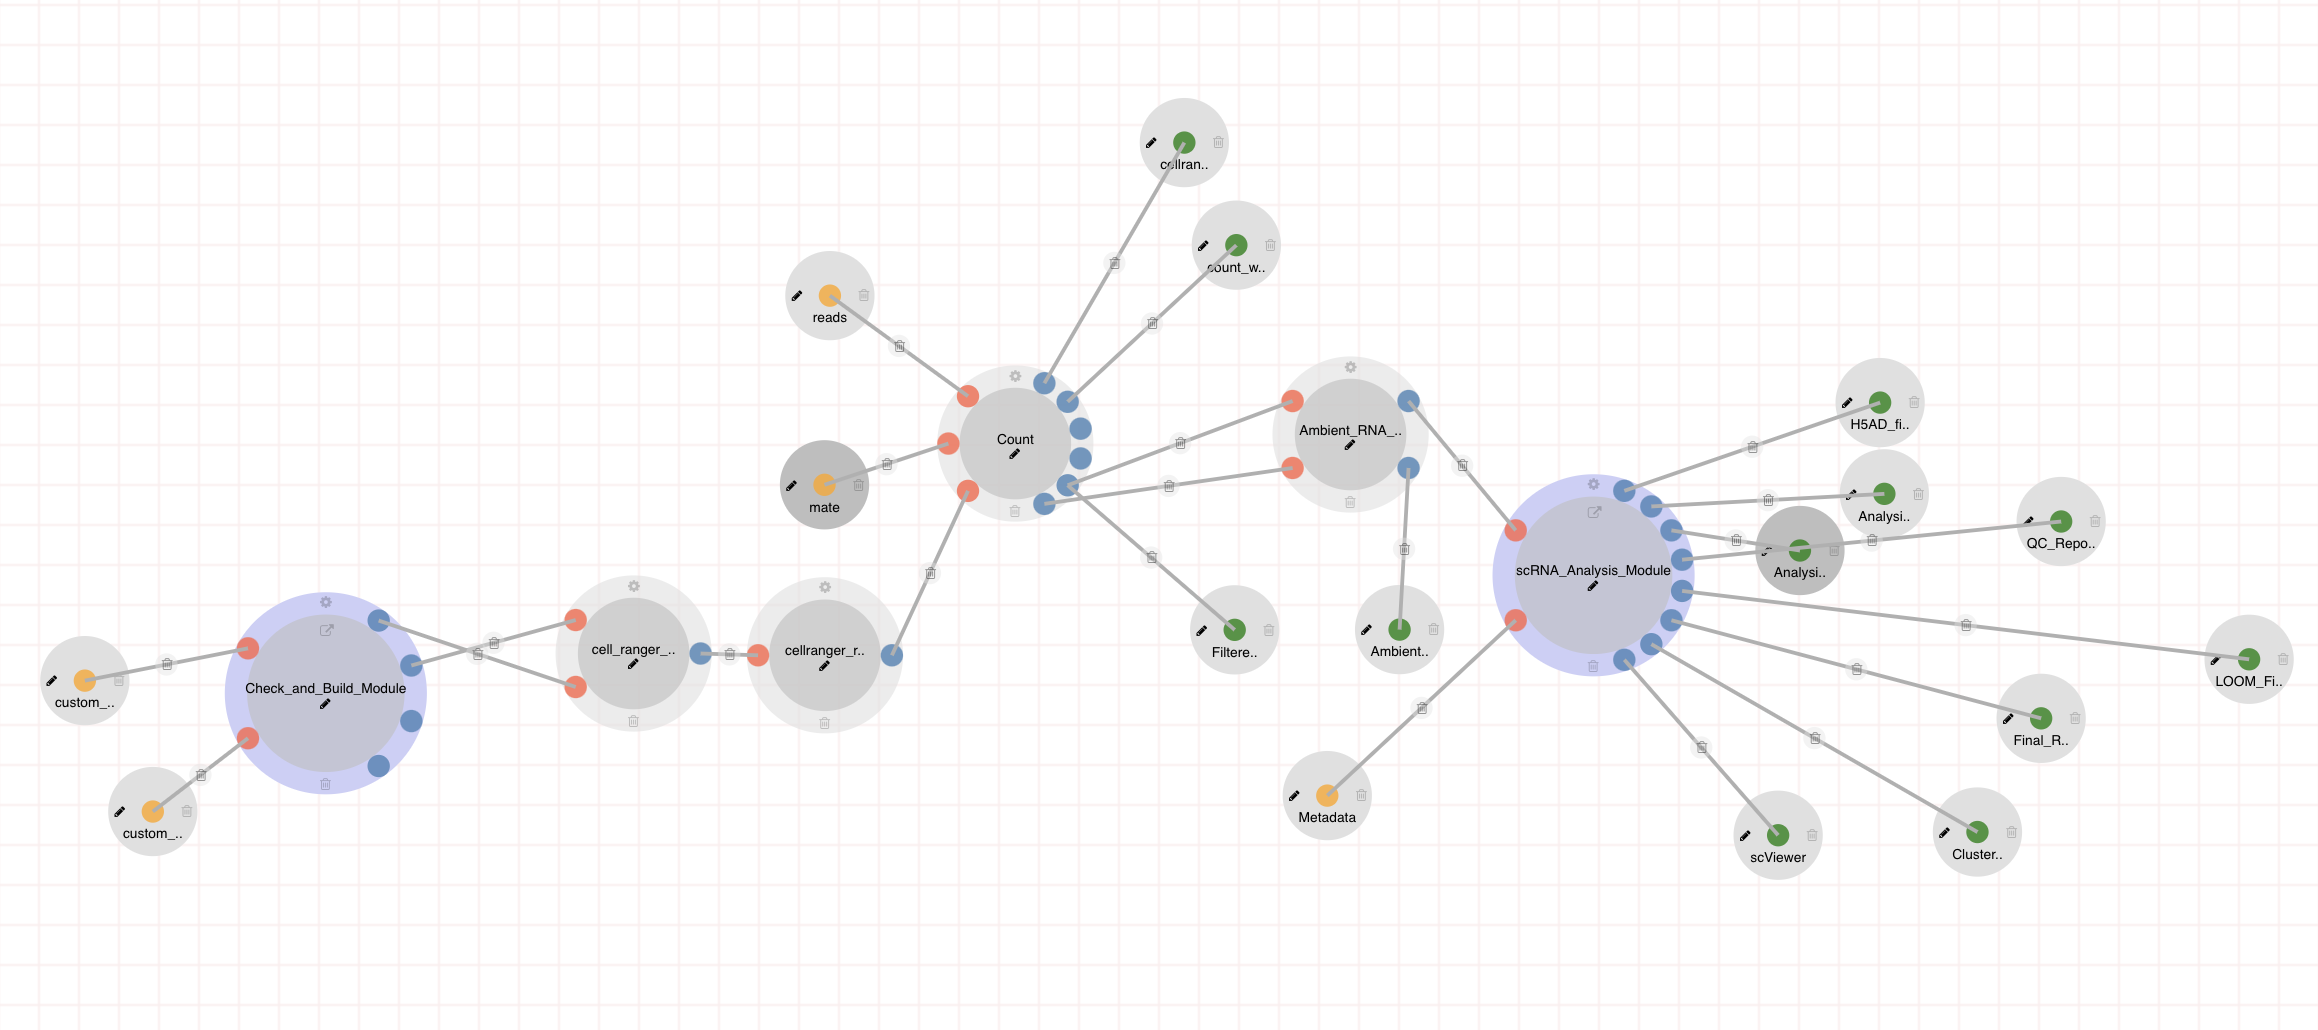 cellran..
count_w..
reads
Count
Ambient_RNA_..
H5AD_fi..
mate
Analysi..
QC_Repo..
scRNA_Analysis_Module
Analysi..
cell_ranger_..
cellranger_r..
Filtere..
Ambient..
LOOM_Fi..
Check_and_Build_Module
custom_..
Final_R..
Metadata
custom_..
scViewer
Cluster..